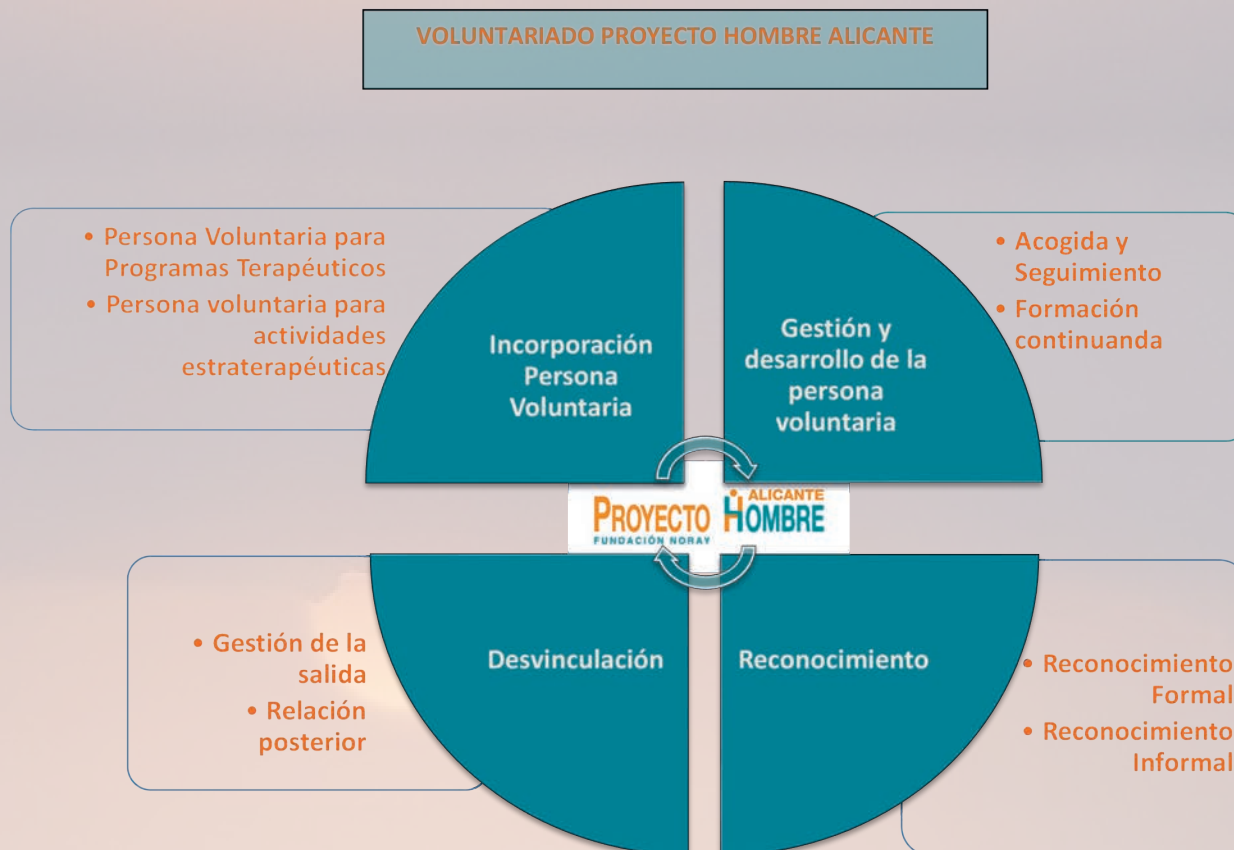 VOLUNTARIADO PROYECTO HOMBRE ALICANTE
• Persona Voluntaria para
Programas Terapéuticos
• Persona voluntaria para
actividades
estraterapéuticas
Incorporación
Persona
Voluntaria
Gestión y
desarrollo de la
persona
voluntaria
• Acogida y
Seguimiento
• Formación
continuanda
PROYECTO
FUNDACIÓN NORAY
ALICANTE
HOMBRE
• Gestión de la
salida
• Relación
posterior
Desvinculación
Reconocimiento
• Reconocimiento
Formal
• Reconocimiento
Informal